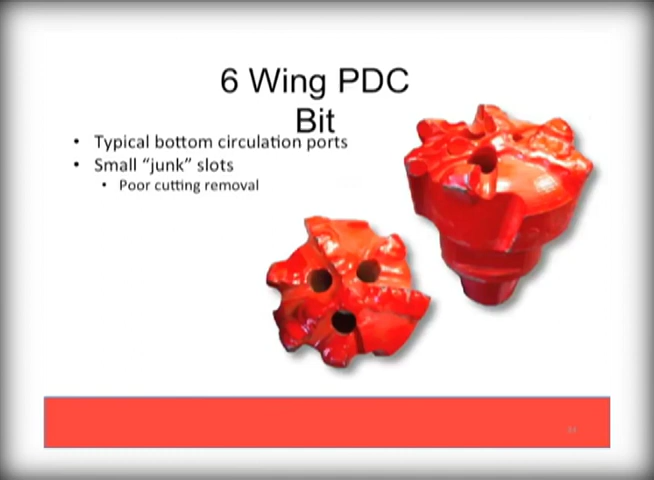 6 Wing PDC
Bit
• Typical bottom circulation ports
• Small “junk” slots
• Poor cutting removal